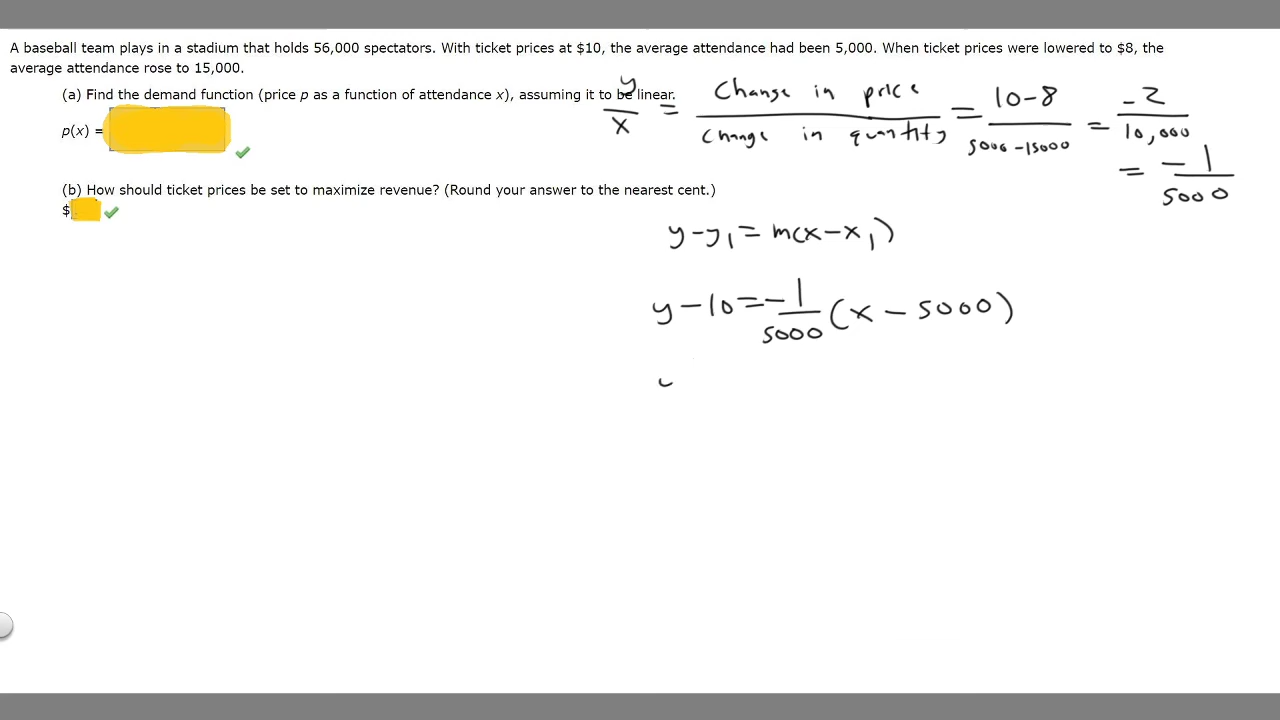 A baseball team plays in a stadium that holds 56,000 spectators. With ticket prices at $10, the average attendance had been 5,000. When ticket prices were lowered to $8, the
average attendance rose to 15,000.
(a) Find the demand function (price p as a function of attendance x), assuming it to be linear.
y/x = Change in price / Change in quantity = 10-8 / 5000-15000 = -2 / 10,000
= -1 / 5000
p(x) =
(b) How should ticket prices be set to maximize revenue? (Round your answer to the nearest cent.)
$
y-y1 = m(x-x1)
y-10 = -1/5000 (x-5000)